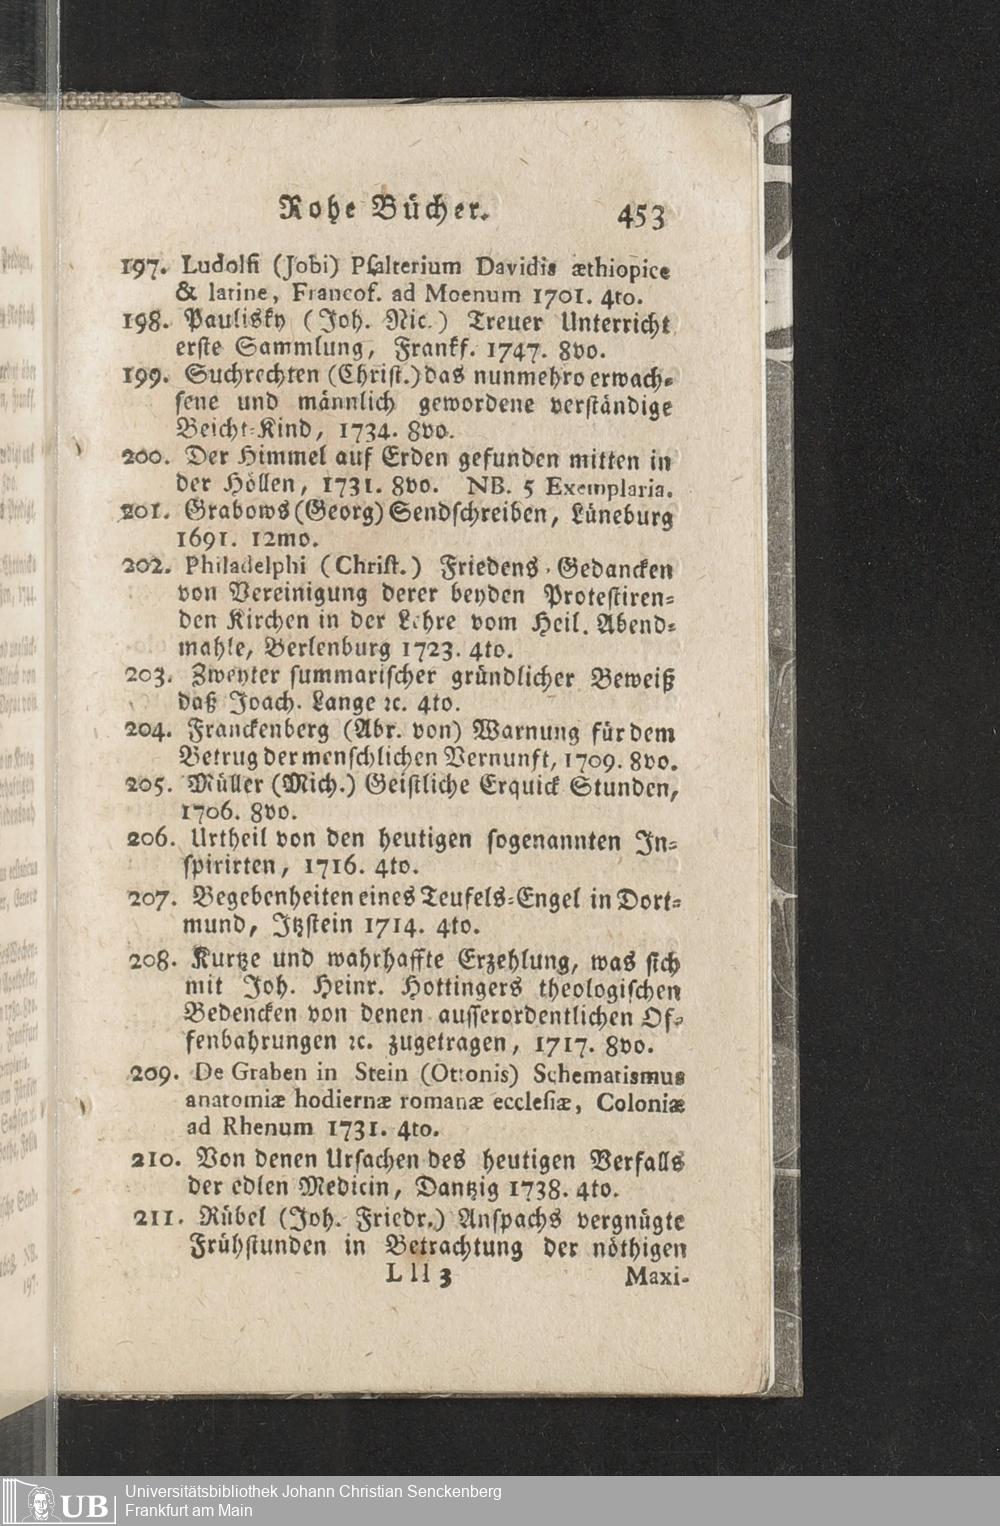 Rohe Bücher. 453
197. Ludolfi (Jobi) Psalterium Davidis æthiopice
& latine, Francof. ad Moenum 1701. 4to.
198. Paulisky (Joh. Nic.) Treuer Unterricht
erste Sammlung, Franckf. 1747. 8vo.
199. Suchrechten (Christ.) das nunmehro erwach-
sene und männlich gewordene verständige
Beicht-Kind, 1734. 8vo.
200. Der Himmel auf Erden gefunden mitten in
der Höllen, 1731. 8vo. NB. 5 Exemplaria.
201. Grabows (Georg) Sendschreiben, Lüneburg
1691. 12mo.
202. Philadelphi (Christ.) Friedens-Gedancken
von Vereinigung derer beyden Protestiren-
den Kirchen in der Lehre vom Heil. Abend-
mahle, Berlenburg 1723. 4to.
203. Zweyter summarischer gründlicher Beweiß
daß Joach. Lange ꝛc. 4to.
204. Franckenberg (Abr. von) Warnung für dem
Betrug der menschlichen Vernunft, 1709. 8vo.
205. Müller (Mich.) Geistliche Erquick Stunden,
1706. 8vo.
206. Urtheil von den heutigen sogenannten In-
spirirten, 1716. 4to.
207. Begebenheiten eines Teufels-Engel in Dort-
mund, Itzstein 1714. 4to.
208. Kurtze und wahrhaffte Erzehlung, was sich
mit Joh. Heinr. Hottingers theologischen
Bedencken von denen ausserordentlichen Of-
fenbahrungen ꝛc. zugetragen, 1717. 8vo.
209. De Graben in Stein (Ottonis) Schematismus
anatomiæ hodiernæ romanæ ecclesiæ, Coloniæ
ad Rhenum 1731. 4to.
210. Von denen Ursachen des heutigen Verfalls
der edlen Medicin, Dantzig 1738. 4to.
211. Rübel (Joh. Friedr.) Anspachs vergnügte
Frühstunden in Betrachtung der nöthigen
L ll 3 Maxi-
UB Universitätsbibliothek Johann Christian Senckenberg
Frankfurt am Main